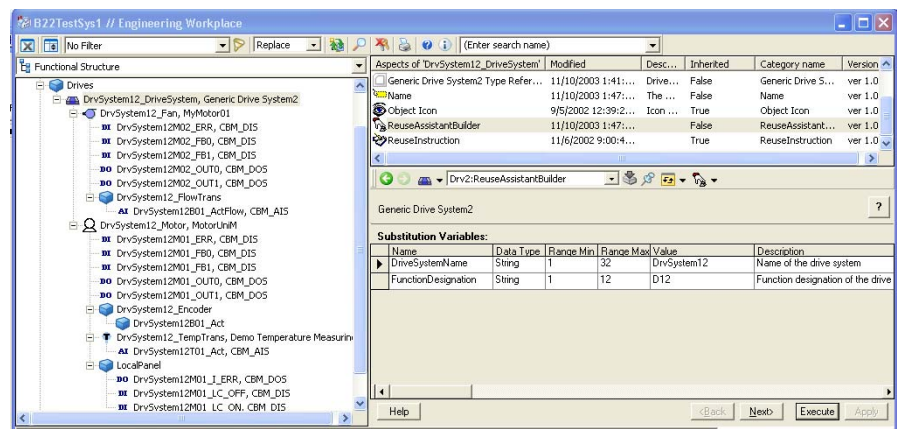 B22TestSys1 // Engineering Workplace
No Filter Replace (Enter search name)
Functional Structure
Drives
DrvSystem12_DriveSystem, Generic Drive System2
DrvSystem12_Fan, MyMotor01
DI DrvSystem12M02_ERR, CBM_DIS
DI DrvSystem12M02_FB0, CBM_DIS
DI DrvSystem12M02_FB1, CBM_DIS
DO DrvSystem12M02_OUT0, CBM_DOS
DO DrvSystem12M02_OUT1, CBM_DOS
DrvSystem12_FlowTrans
AI DrvSystem12B01_ActFlow, CBM_AIS
DrvSystem12_Motor, MotorUniM
DI DrvSystem12M01_ERR, CBM_DIS
DI DrvSystem12M01_FB0, CBM_DIS
DI DrvSystem12M01_FB1, CBM_DIS
DO DrvSystem12M01_OUT0, CBM_DOS
DO DrvSystem12M01_OUT1, CBM_DOS
DrvSystem12_Encoder
DrvSystem12B01_Act
T DrvSystem12_TempTrans, Demo Temperature Measurin
AI DrvSystem12T01_Act, CBM_AIS
LocalPanel
DO DrvSystem12M01_I_ERR, CBM_DOS
DI DrvSystem12M01_LC_OFF, CBM_DIS
DI DrvSystem12M01_LC_ON, CBM_DIS
Aspects of 'DrvSystem12_DriveSystem' Modified Desc... Inherited Category name Version
Generic Drive System2 Type Refer... 11/10/2003 1:41:... Drive... False Generic Drive S... ver 1.0
Name 11/10/2003 1:47:... The ... False Name ver 1.0
Object Icon 9/5/2002 12:39:2... Icon ... True Object Icon ver 1.0
ReuseAssistantBuilder 11/10/2003 1:47:... False ReuseAssistant... ver 1.0
ReuseInstruction 11/6/2002 9:00:4... True ReuseInstruction ver 1.0
Drv2:ReuseAssistantBuilder
Generic Drive System2 ?
Substitution Variables:
Name Data Type Range Min Range Max Value Description
DriveSystemName String 1 32 DrvSystem12 Name of the drive system
FunctionDesignation String 1 12 D12 Function designation of the drive
Help <Back Next> Execute Apply